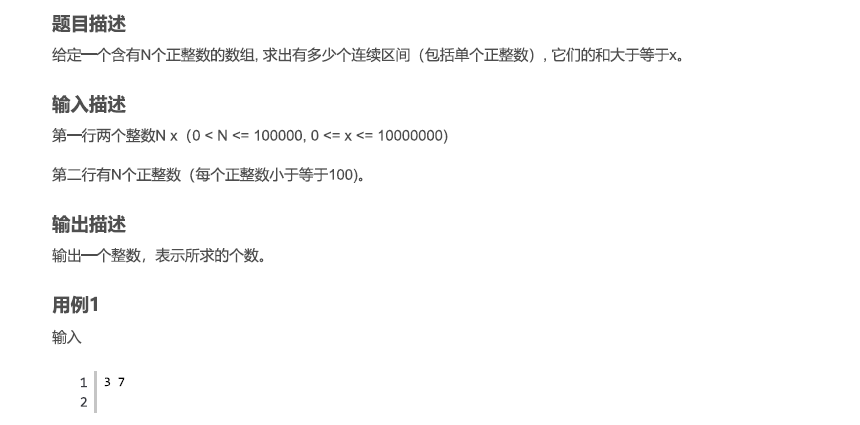 题目描述
给定一个含有N个正整数的数组, 求出有多少个连续区间（包括单个正整数）, 它们的和大于等于x。
输入描述
第一行两个整数N x（0 < N <= 100000, 0 <= x <= 10000000)
第二行有N个正整数（每个正整数小于等于100)。
输出描述
输出一个整数，表示所求的个数。
用例1
输入
1 3 7
2